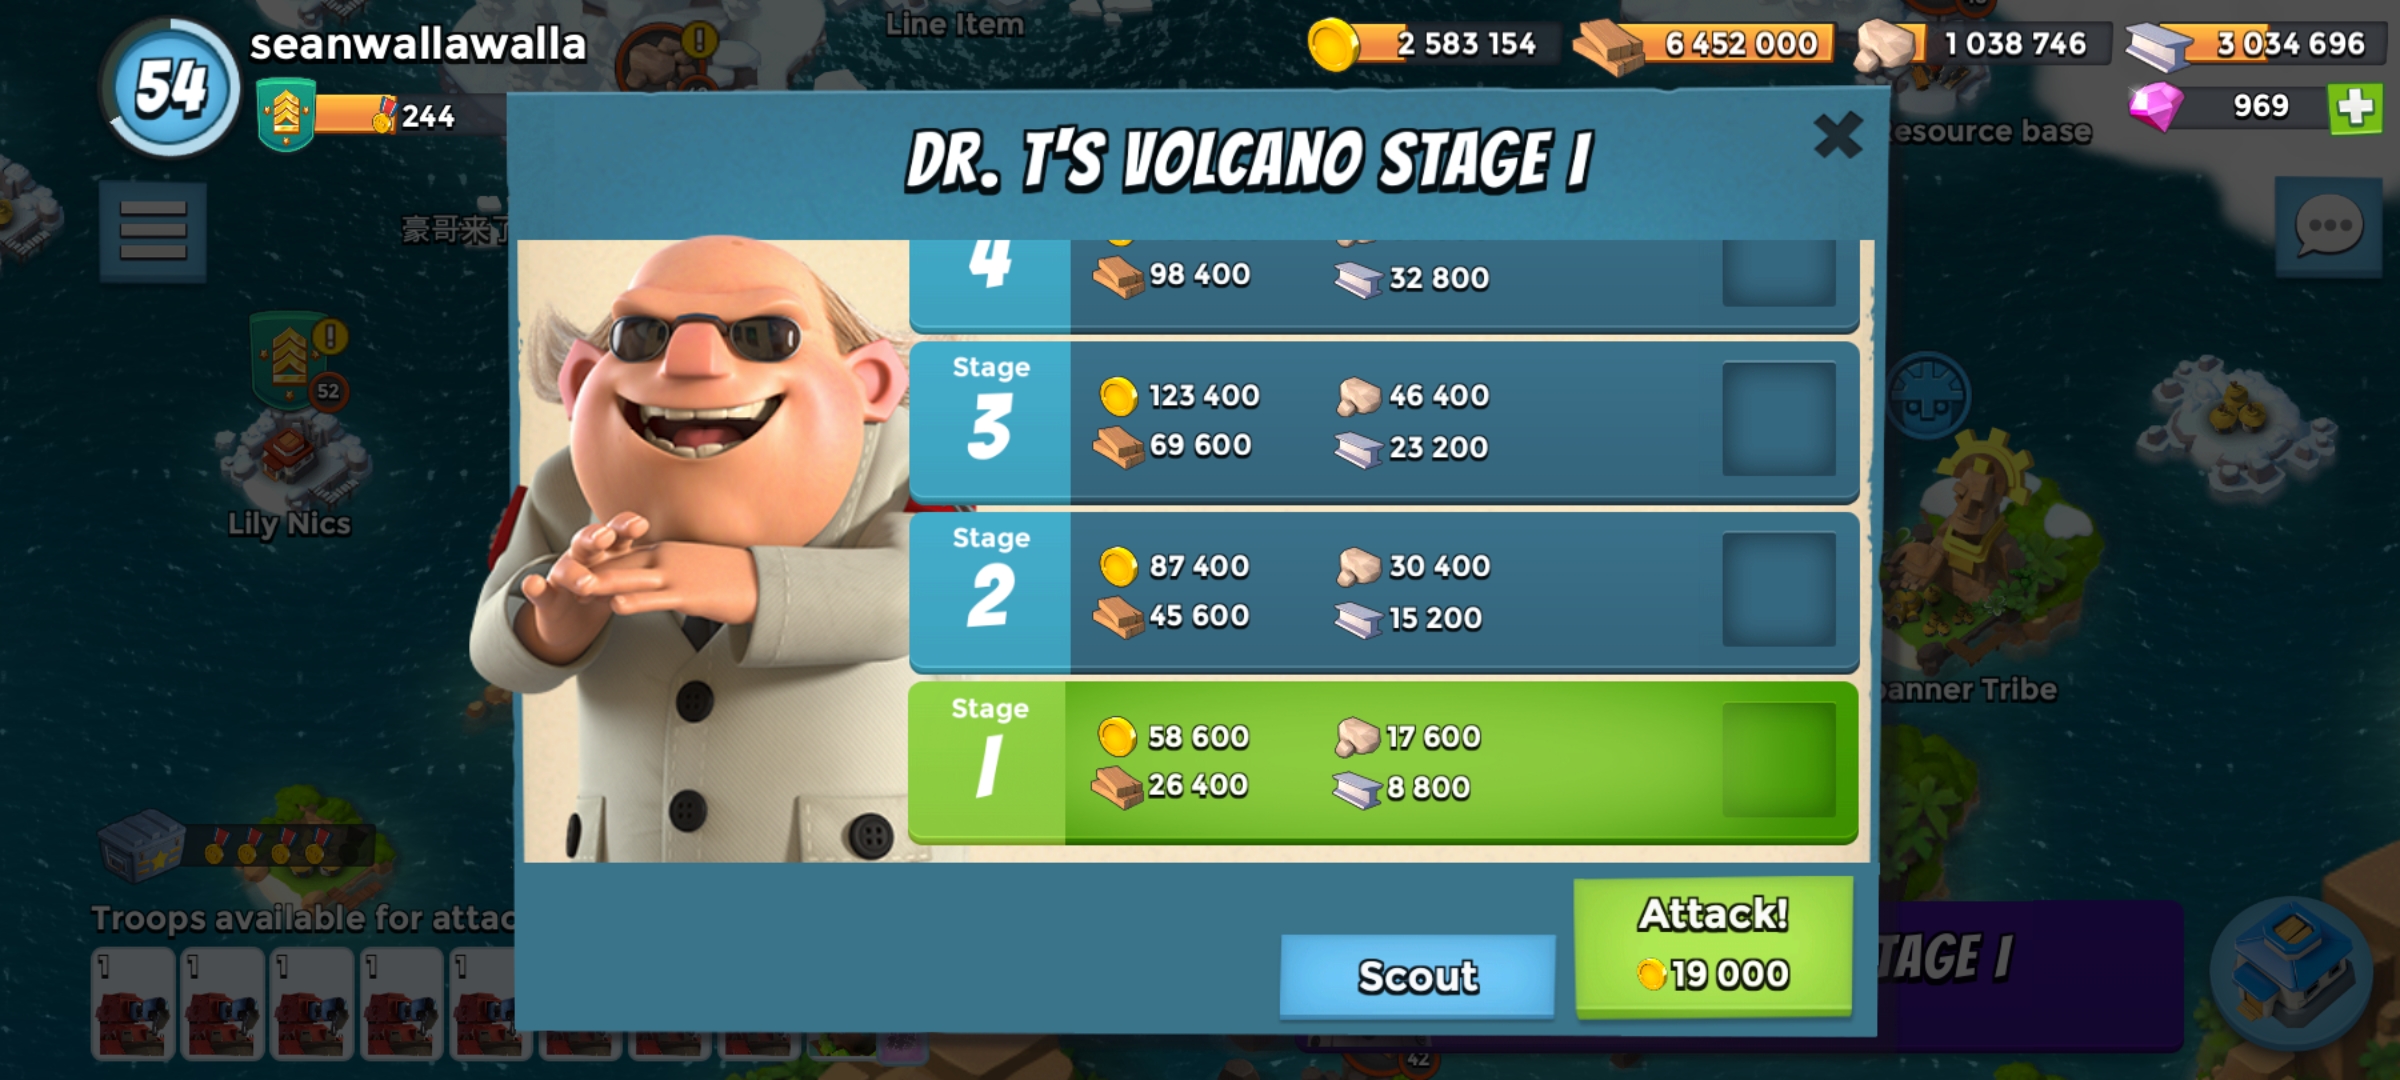 Line Item
54
seanwallawalla
244
2 583 154
6 452 000
1 038 746
3 034 696
969
esource base
DR. T'S VOLCANO STAGE 1
豪哥来了
4
98 400
32 800
52
Lily Nics
Stage
3
123 400
46 400
69 600
23 200
Stage
2
87 400
30 400
45 600
15 200
anner Tribe
Stage
1
58 600
17 600
26 400
8 800
Troops available for attac
1
1
1
1
1
Attack!
19 000
Scout
TAGE 1
42